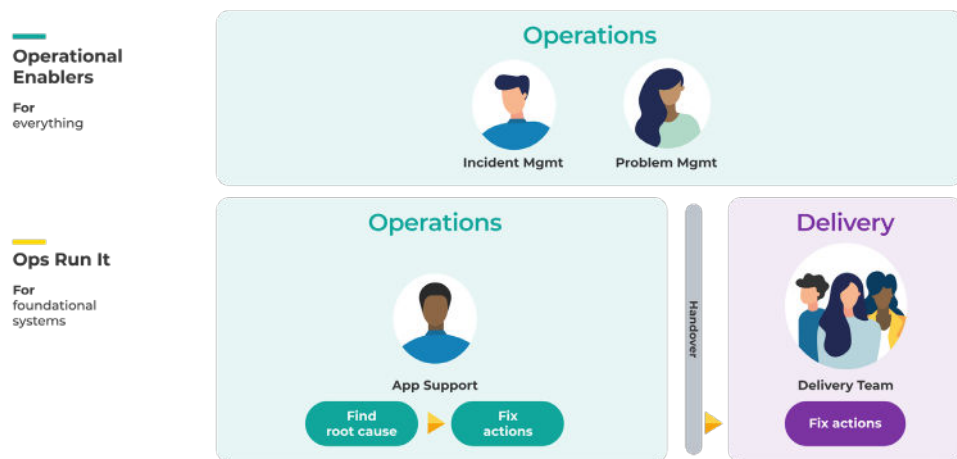 Operational
Enablers
For
everything
Operations
Incident Mgmt
Problem Mgmt
Ops Run It
For
foundational
systems
Operations
App Support
Find
root cause
Fix
actions
Handover
Delivery
Delivery Team
Fix actions